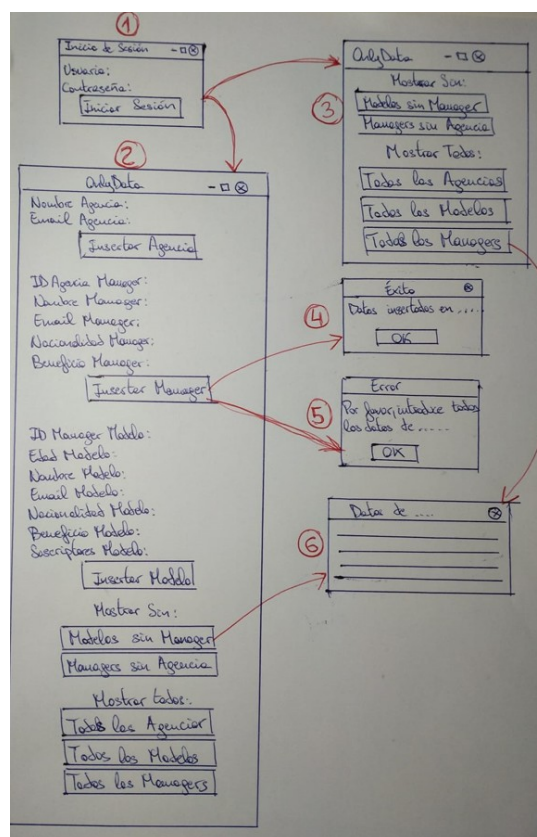 1
Inicio de Sesión
Usuario:
Contraseña:
Iniciar Sesión
2
OnlyData
Nombre Agencia:
Email Agencia:
Insertar Agencia
ID Agencia Manager:
Nombre Manager:
Email Manager:
Nacionalidad Manager:
Beneficio Manager:
Insertar Manager
ID Manager Modelo:
Edad Modelo:
Nombre Modelo:
Email Modelo:
Nacionalidad Modelo:
Beneficio Modelo:
Suscriptores Modelo:
Insertar Modelo
Mostrar Sin:
Modelos sin Manager
Managers sin Agencia
Mostrar todos:
Todas las Agencias
Todos los Modelos
Todos los Managers
3
OnlyData
Mostrar Sin:
Modelos sin Manager
Managers sin Agencia
Mostrar Todos:
Todas las Agencias
Todos los Modelos
Todos los Managers
4
Éxito
Datos insertados en .....
OK
5
Error
Por favor, introduce todos
los datos de ......
OK
6
Datos de ....